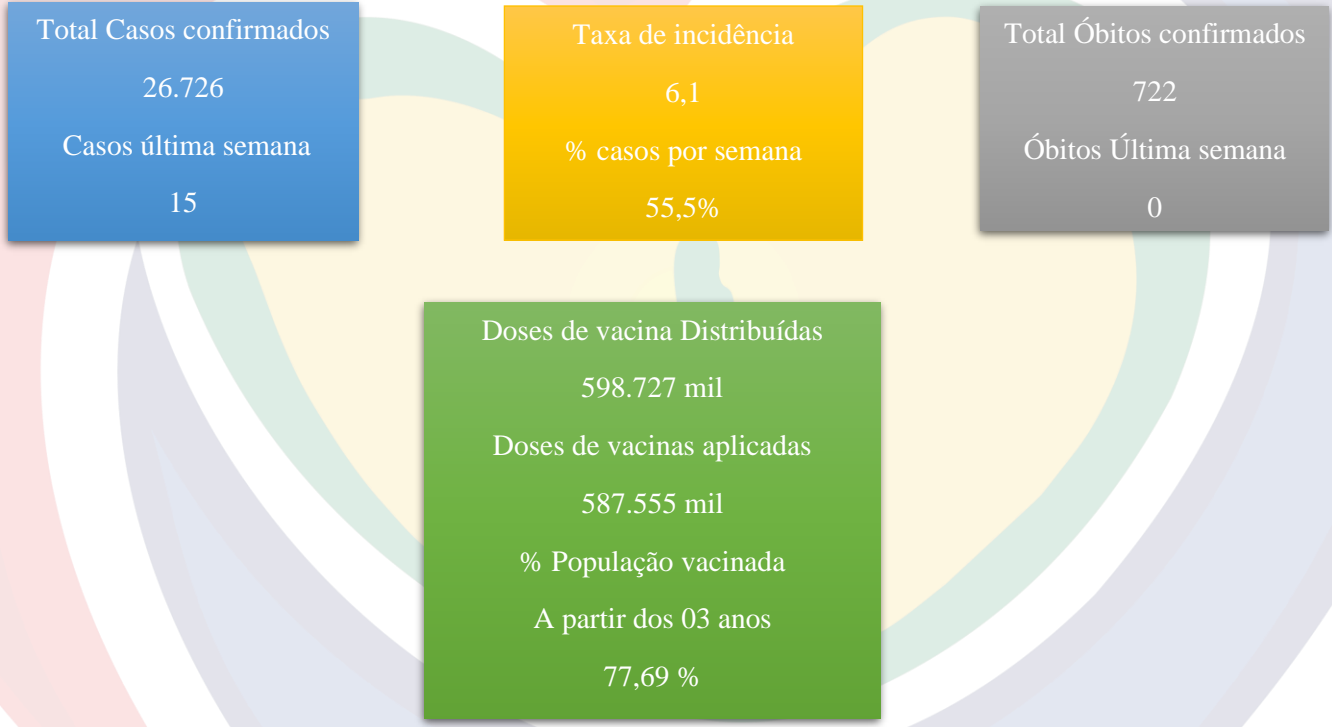 Total Casos confirmados
26.726
Casos última semana
15
Taxa de incidência
6,1
% casos por semana
55,5%
Total Óbitos confirmados
722
Óbitos Última semana
0
Doses de vacina Distribuídas
598.727 mil
Doses de vacinas aplicadas
587.555 mil
% População vacinada
A partir dos 03 anos
77,69 %